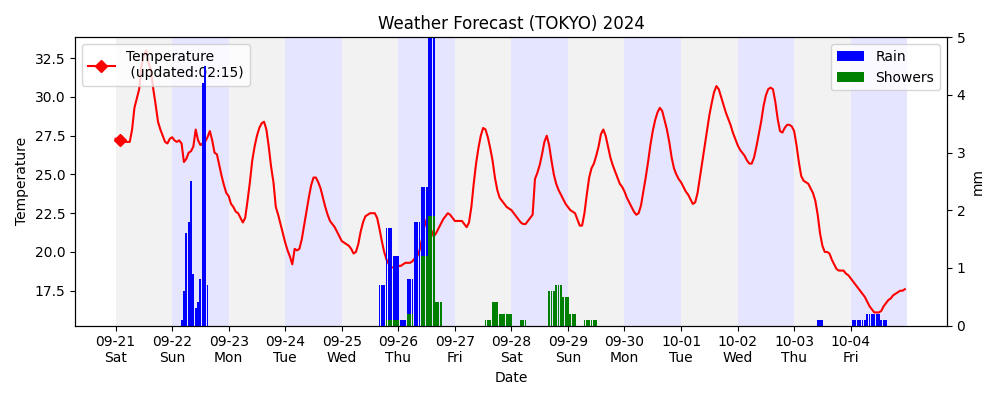 Weather Forecast (TOKYO) 2024
Temperature
(updated:02:15)
Rain
Showers
32.5
30.0
27.5
25.0
22.5
20.0
17.5
Temperature
5
4
3
2
1
0
mm
09-21 09-22 09-23 09-24 09-25 09-26 09-27 09-28 09-29 09-30 10-01 10-02 10-03 10-04
Sat Sun Mon Tue Wed Thu Fri Sat Sun Mon Tue Wed Thu Fri
Date